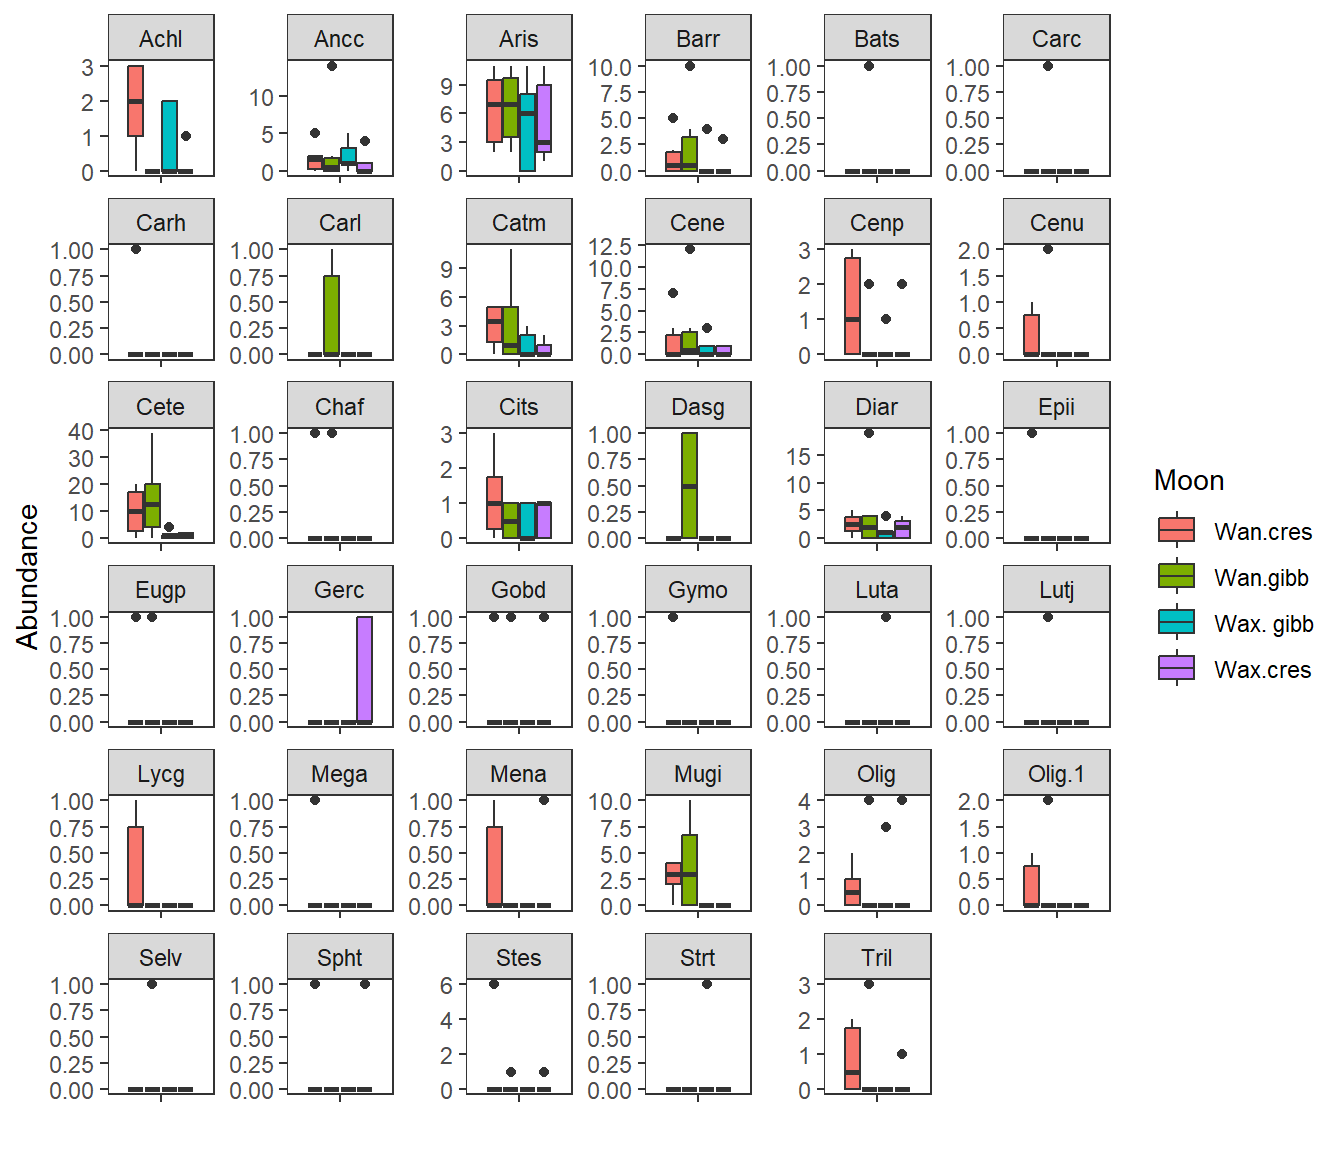 Achl Ancc Aris Barr Bats Carc
3 2 1 0
10 5 0
9 6 3 0
10.0 7.5 5.0 2.5 0.0
1.00 0.75 0.50 0.25 0.00
1.00 0.75 0.50 0.25 0.00
Carh Carl Catm Cene Cenp Cenu
1.00 0.75 0.50 0.25 0.00
1.00 0.75 0.50 0.25 0.00
9 6 3 0
12.5 10.0 7.5 5.0 2.5 0.0
3 2 1 0
2.0 1.5 1.0 0.5 0.0
Cete Chaf Cits Dasg Diar Epii
40 30 20 10 0
1.00 0.75 0.50 0.25 0.00
3 2 1 0
1.00 0.75 0.50 0.25 0.00
15 10 5 0
1.00 0.75 0.50 0.25 0.00
Eugp Gerc Gobd Gymo Luta Lutj
1.00 0.75 0.50 0.25 0.00
1.00 0.75 0.50 0.25 0.00
1.00 0.75 0.50 0.25 0.00
1.00 0.75 0.50 0.25 0.00
1.00 0.75 0.50 0.25 0.00
1.00 0.75 0.50 0.25 0.00
Lycg Mega Mena Mugi Olig Olig.1
1.00 0.75 0.50 0.25 0.00
1.00 0.75 0.50 0.25 0.00
1.00 0.75 0.50 0.25 0.00
10.0 7.5 5.0 2.5 0.0
4 3 2 1 0
2.0 1.5 1.0 0.5 0.0
Selv Spht Stes Strt Tril
1.00 0.75 0.50 0.25 0.00
1.00 0.75 0.50 0.25 0.00
6 4 2 0
1.00 0.75 0.50 0.25 0.00
3 2 1 0
Abundance
Moon
Wan.cres
Wan.gibb
Wax. gibb
Wax.cres